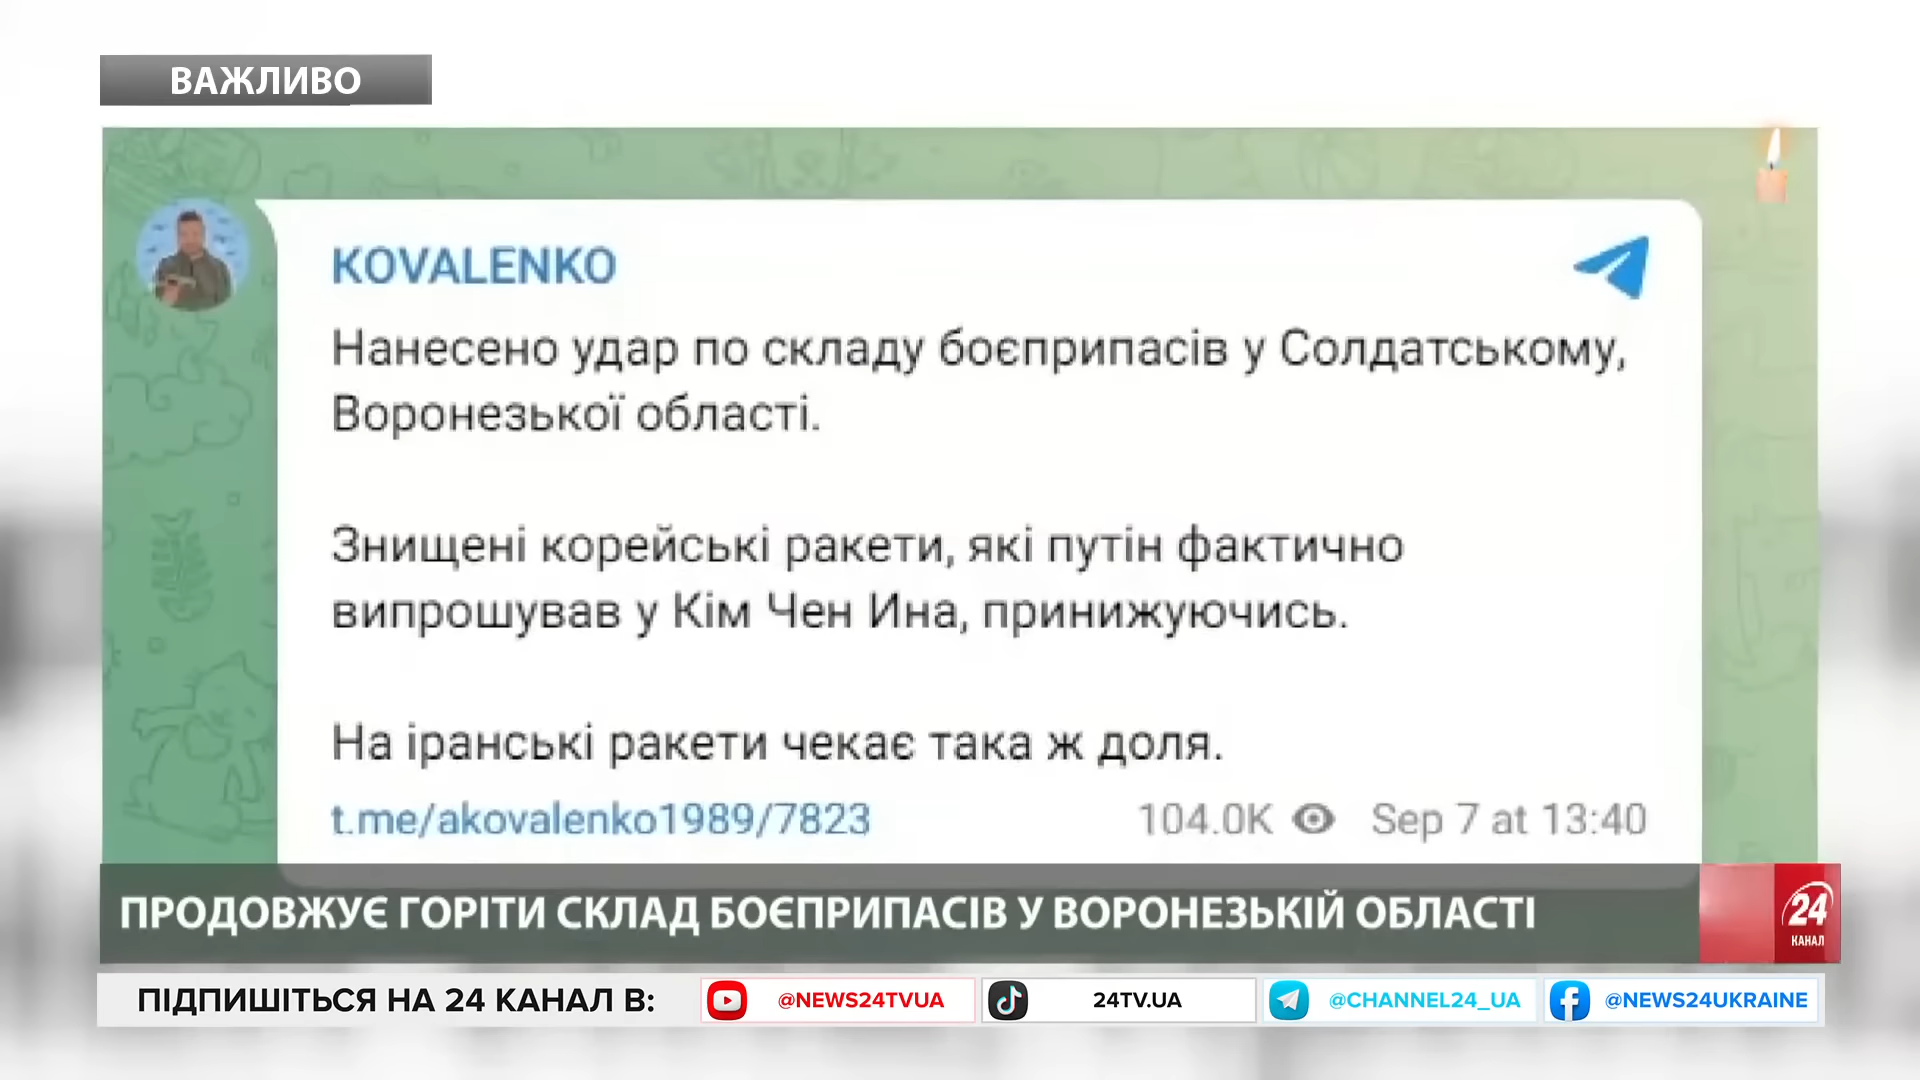 ВАЖЛИВО
KOVALENKO
Нанесено удар по складу боєприпасів у Солдатському,
Воронезької області.
Знищені корейські ракети, які путін фактично
випрошував у Кім Чен Ина, принижуючись.
На іранські ракети чекає така ж доля.
t.me/akovalenko1989/7823 104.0K Sep 7 at 13:40
ПРОДОВЖУЄ ГОРІТИ СКЛАД БОЄПРИПАСІВ У ВОРОНЕЗЬКІЙ ОБЛАСТІ
24
КАНАЛ
ПІДПИШІТЬСЯ НА 24 КАНАЛ В: @NEWS24TVUA 24TV.UA @CHANNEL24_UA @NEWS24UKRAINE